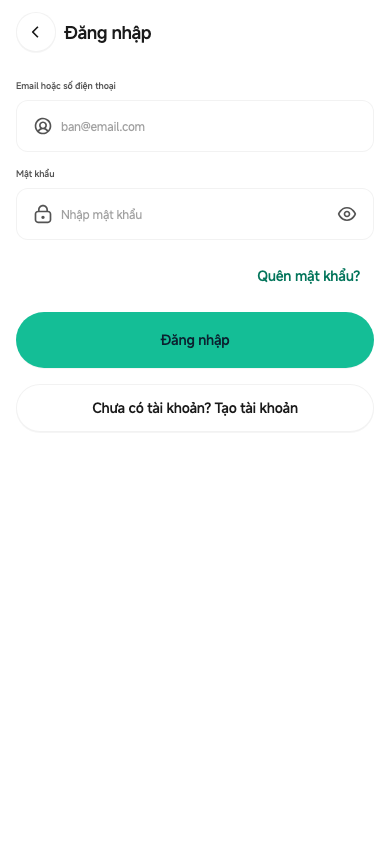 Đăng nhập
Email hoặc số điện thoại
ban@email.com
Mật khẩu
Nhập mật khẩu
Quên mật khẩu?
Đăng nhập
Chưa có tài khoản? Tạo tài khoản